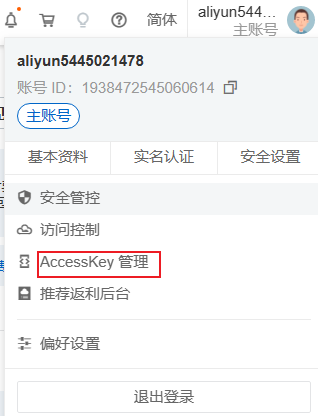 简体
aliyun544...
主账号
aliyun5445021478
账号 ID：1938472545060614
主账号
基本资料 实名认证 安全设置
安全管控
访问控制
AccessKey 管理
推荐返利后台
偏好设置
退出登录